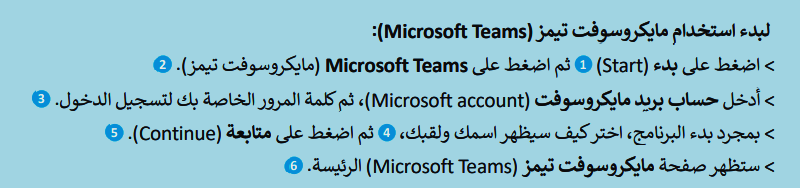 لبدء استخدام مايكروسوفت تيمز (Microsoft Teams):
> اضغط على بدء (Start) 1 ثم اضغط على Microsoft Teams (مايكروسوفت تيمز). 2
> أدخل حساب بريد مايكروسوفت (Microsoft account)، ثم كلمة المرور الخاصة بك لتسجيل الدخول. 3
> بمجرد بدء البرنامج، اختر كيف سيظهر اسمك ولقبك، 4 ثم اضغط على متابعة (Continue). 5
> ستظهر صفحة مايكروسوفت تيمز (Microsoft Teams) الرئيسة. 6